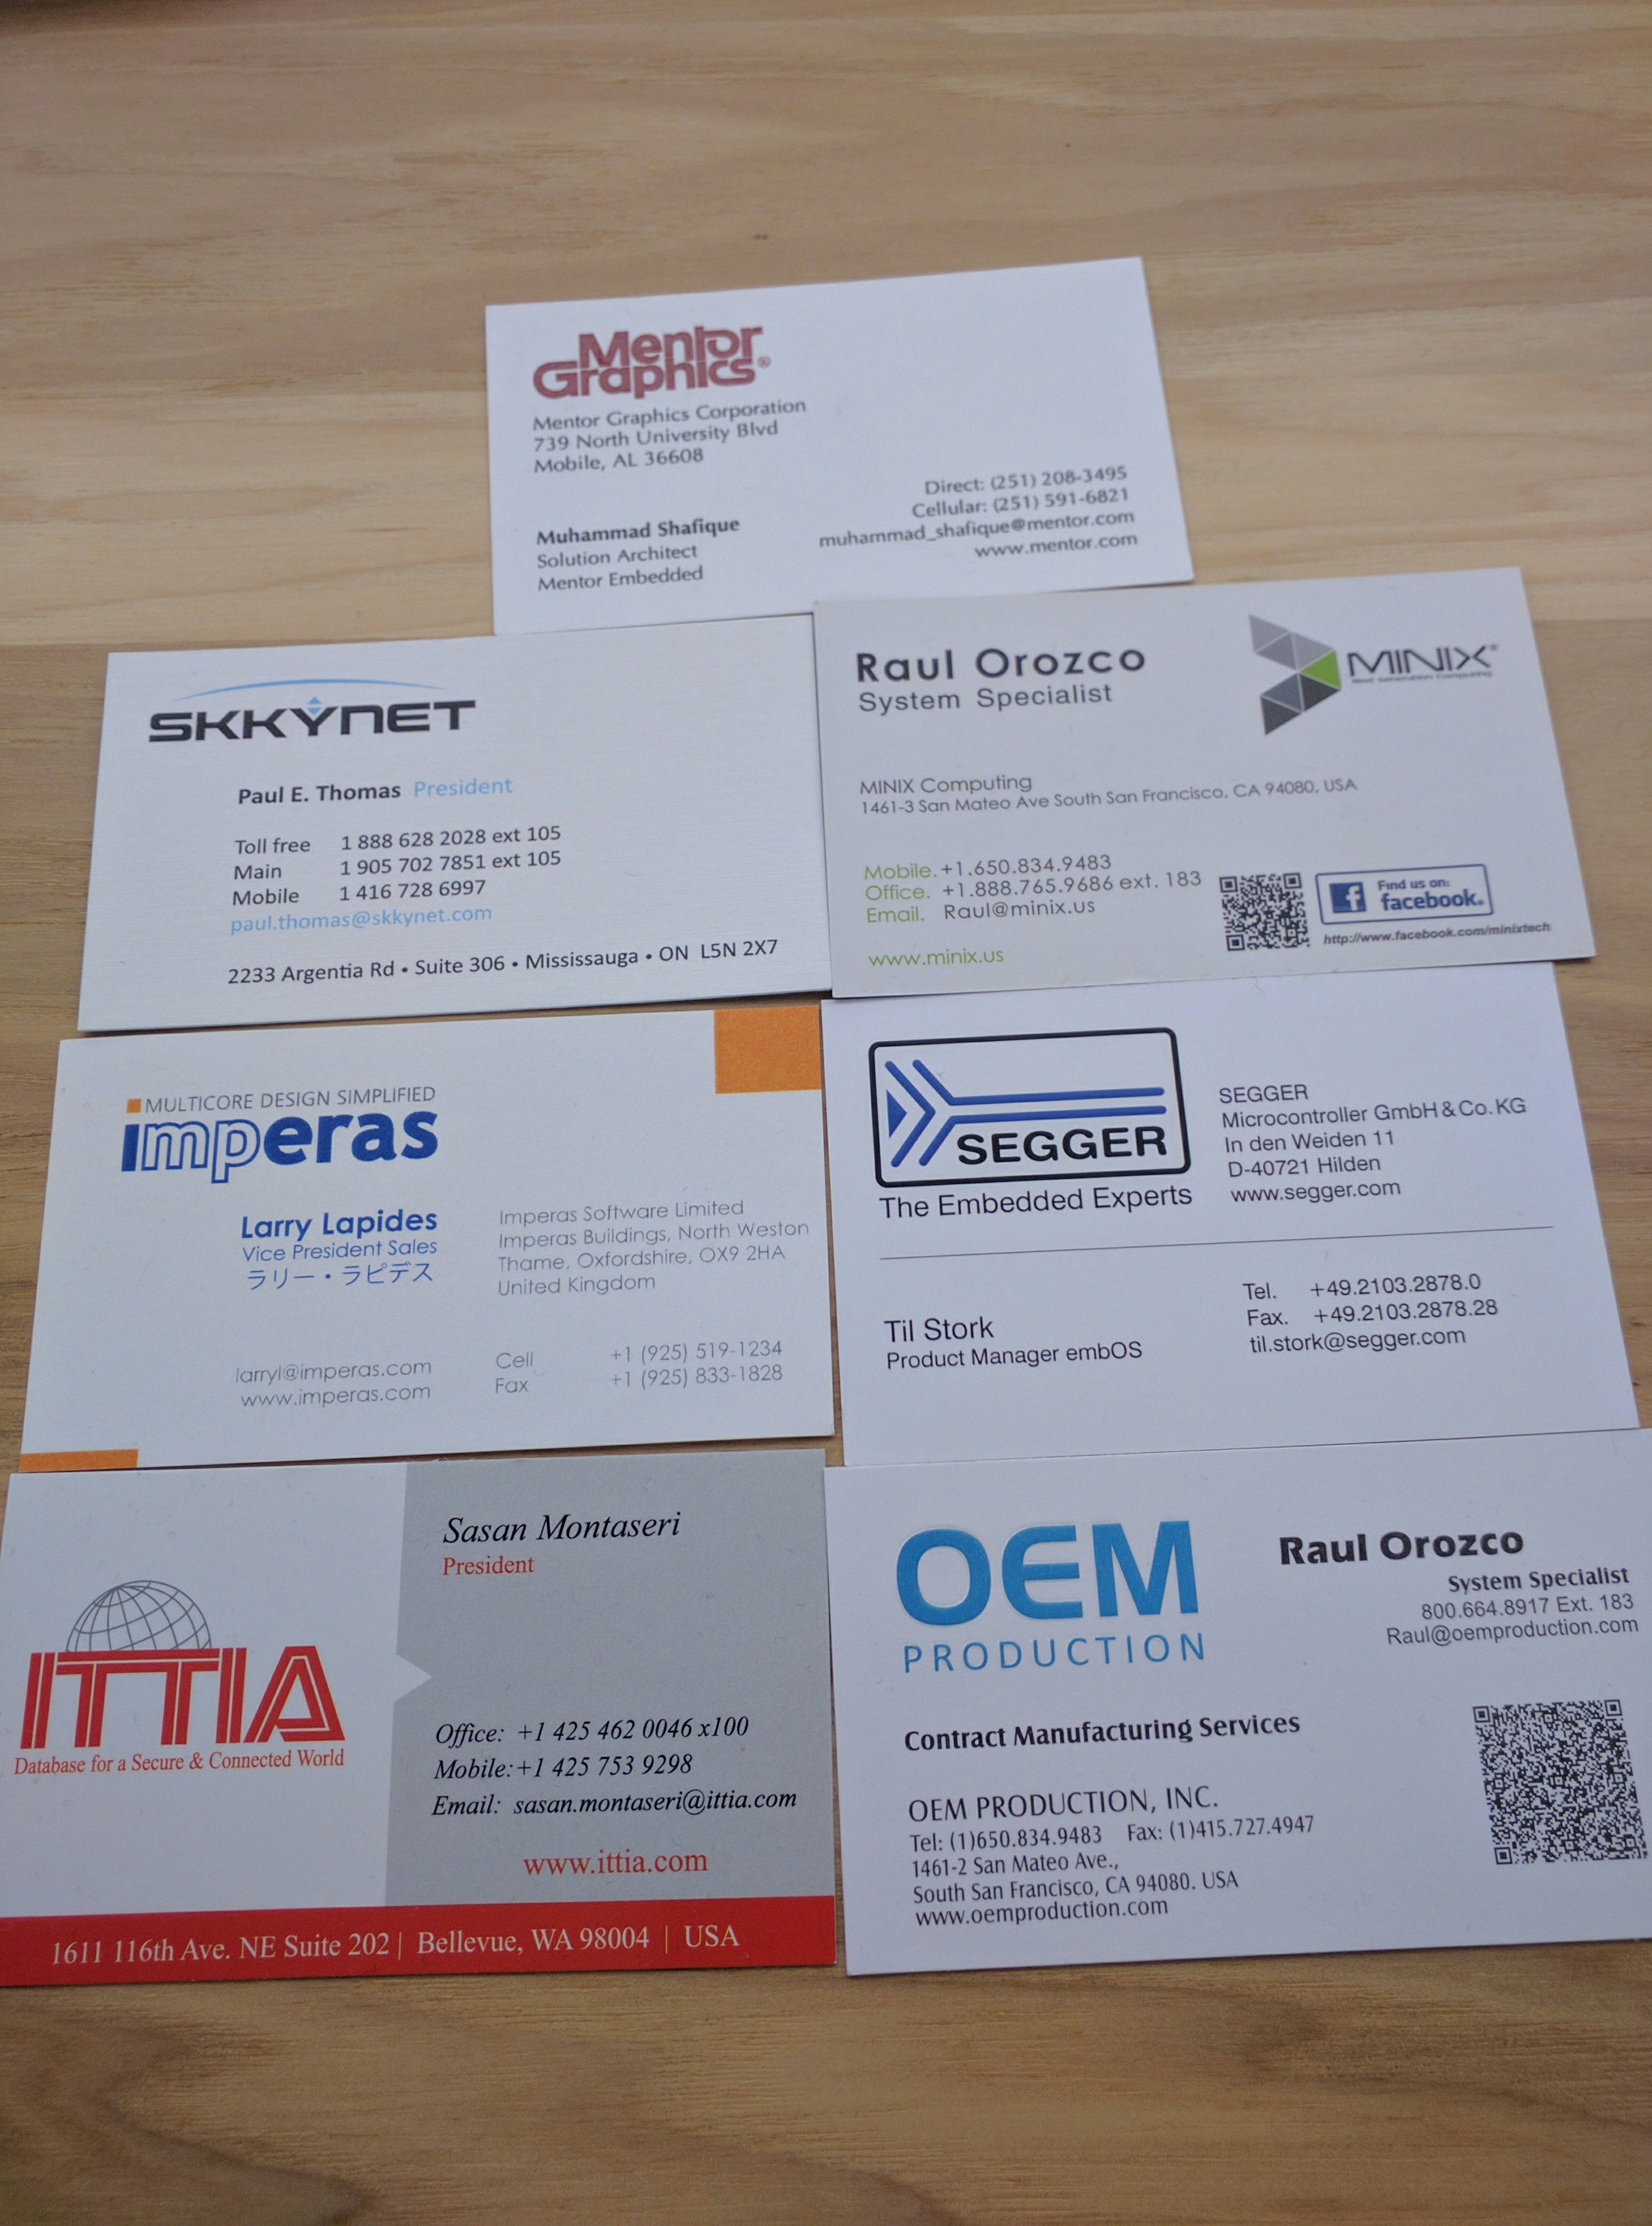 Mentor
Graphics®
Mentor Graphics Corporation
739 North University Blvd
Mobile, AL 36608
Muhammad Shafique
Solution Architect
Mentor Embedded
Direct: (251) 208-3495
Cellular: (251) 591-6821
muhammad_shafique@mentor.com
www.mentor.com
SKKYNET
Paul E. Thomas President
Toll free 1 888 628 2028 ext 105
Main 1 905 702 7851 ext 105
Mobile 1 416 728 6997
paul.thomas@skkynet.com
2233 Argentia Rd • Suite 306 • Mississauga • ON L5N 2X7
Raul Orozco
System Specialist
MINIX®
Next Generation Computing
MINIX Computing
1461-3 San Mateo Ave South San Francisco, CA 94080, USA
Mobile. +1.650.834.9483
Office. +1.888.765.9686 ext. 183
Email. Raul@minix.us
www.minix.us
Find us on:
facebook.
http://www.facebook.com/minixtech
MULTICORE DESIGN SIMPLIFIED
imperas
Larry Lapides
Vice President Sales
ラリー・ラピデス
Imperas Software Limited
Imperas Buildings, North Weston
Thame, Oxfordshire, OX9 2HA
United Kingdom
larryl@imperas.com
www.imperas.com
Cell +1 (925) 519-1234
Fax +1 (925) 833-1828
SEGGER
The Embedded Experts
SEGGER
Microcontroller GmbH & Co. KG
In den Weiden 11
D-40721 Hilden
www.segger.com
Til Stork
Product Manager embOS
Tel. +49.2103.2878.0
Fax. +49.2103.2878.28
til.stork@segger.com
ITTIA
Database for a Secure & Connected World
Sasan Montaseri
President
Office: +1 425 462 0046 x100
Mobile: +1 425 753 9298
Email: sasan.montaseri@ittia.com
www.ittia.com
1611 116th Ave. NE Suite 202 | Bellevue, WA 98004 | USA
OEM
PRODUCTION
Raul Orozco
System Specialist
800.664.8917 Ext. 183
Raul@oemproduction.com
Contract Manufacturing Services
OEM PRODUCTION, INC.
Tel: (1)650.834.9483 Fax: (1)415.727.4947
1461-2 San Mateo Ave.,
South San Francisco, CA 94080. USA
www.oemproduction.com